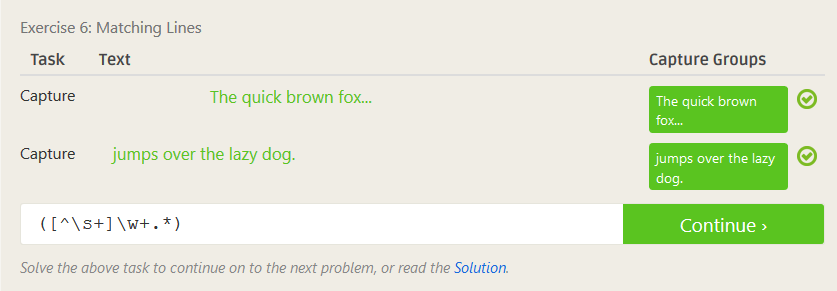 Exercise 6: Matching Lines
Task Text Capture Groups
Capture The quick brown fox... The quick brown
fox...
Capture jumps over the lazy dog. jumps over the lazy
dog.
([^\s+]\w+.*) Continue ›
Solve the above task to continue on to the next problem, or read the Solution.